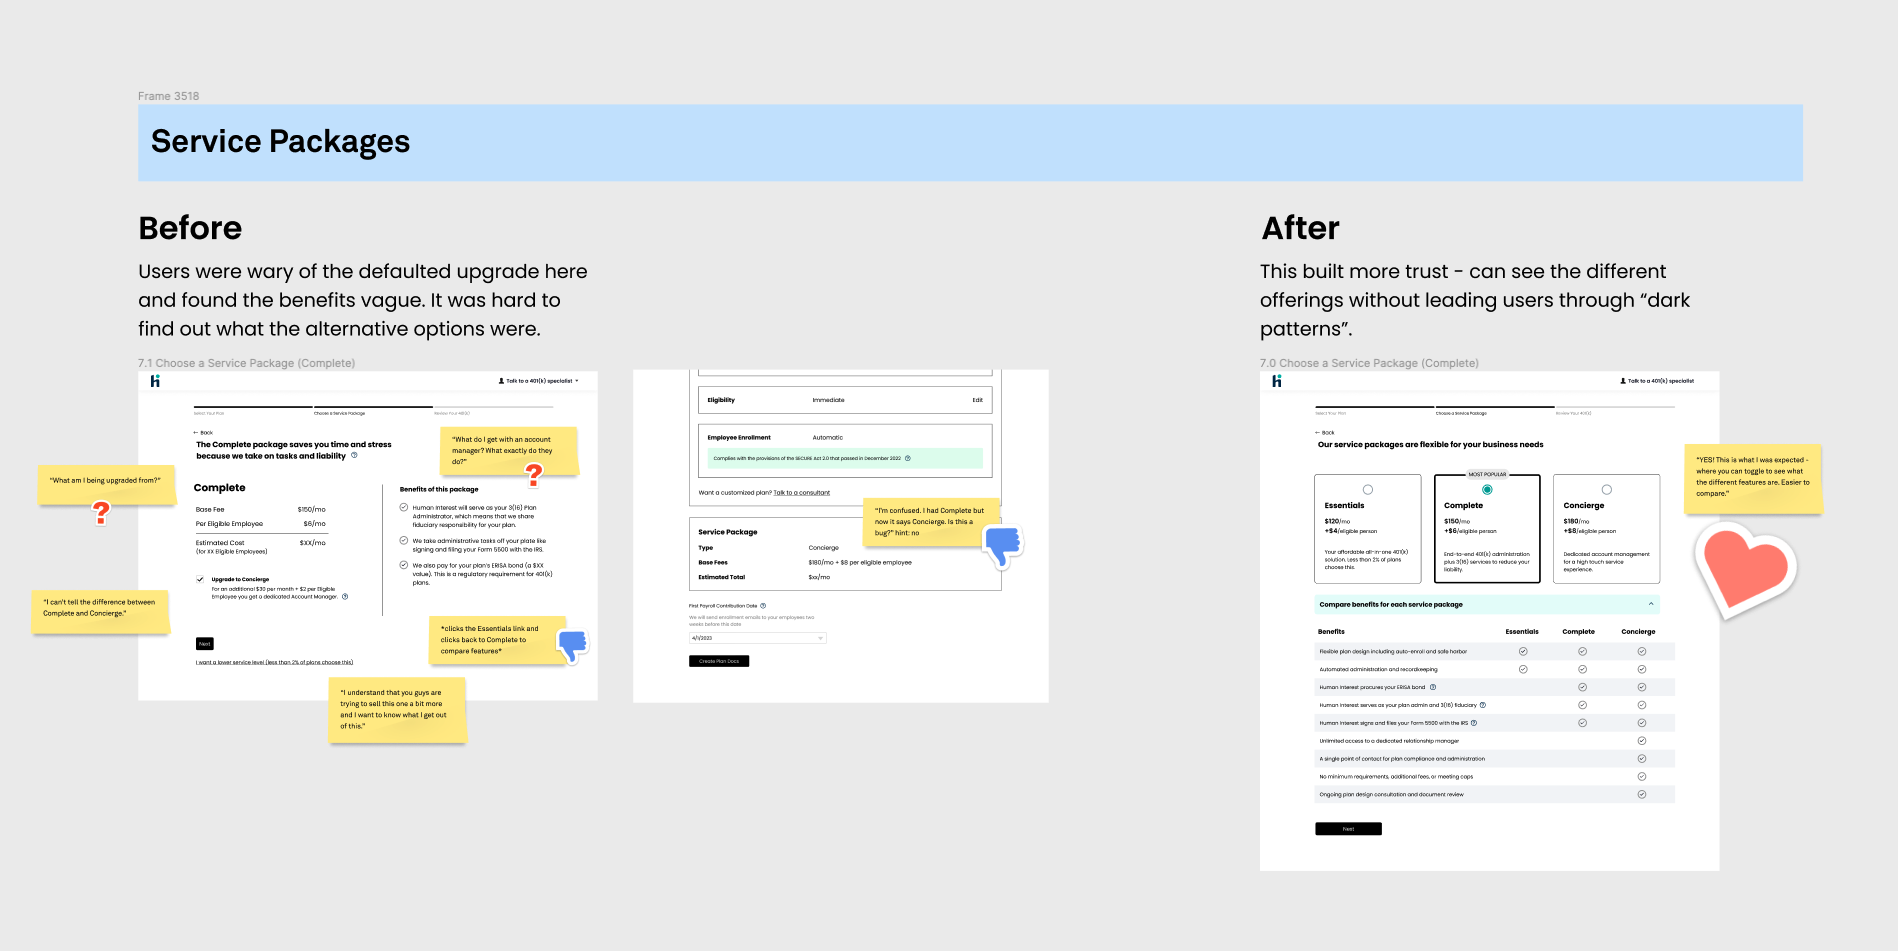 Frame 3518
Service Packages
Before
Users were wary of the defaulted upgrade here
and found the benefits vague. It was hard to
find out what the alternative options were.
7.1 Choose a Service Package (Complete)
hi
Talk to a 401(k) specialist
Select Your Plan
Choose a Service Package
Review Your 401(k)
← Back
The Complete package saves you time and stress
because we take on tasks and liability
Complete
Base Fee $150/mo
Per Eligible Employee $6/mo
Estimated Cost $XX/mo
(for XX Eligible Employees)
Upgrade to Concierge
For an additional $30 per month + $2 per Eligible
Employee you get a dedicated Account Manager.
Next
I want a lower service level (less than 2% of plans choose this)
Benefits of this package
Human Interest will serve as your 3(16) Plan
Administrator, which means that we share
fiduciary responsibility for your plan.
We take administrative tasks off your plate like
signing and filing your Form 5500 with the IRS.
We also pay for your plan's ERISA bond (a $XX
value). This is a regulatory requirement for 401(k)
plans.
"What do I get with an account
manager? What exactly do they
do?"
?
"What am I being upgraded from?"
?
"I can't tell the difference between
Complete and Concierge."
*clicks the Essentials link and
clicks back to Complete to
compare features*
"I understand that you guys are
trying to sell this one a bit more
and I want to know what I get out
of this."
Eligibility Immediate Edit
Employee Enrollment Automatic
Complies with the provisions of the SECURE Act 2.0 that passed in December 2022
Want a customized plan? Talk to a consultant
Service Package
Type Concierge
Base Fees $180/mo + $8 per eligible employee
Estimated Total $xx/mo
First Payroll Contribution Date
We will send enrollment emails to your employees two
weeks before this date
4/1/2023
Create Plan Docs
"I'm confused. I had Complete but
now it says Concierge. Is this a
bug?" hint: no
After
This built more trust - can see the different
offerings without leading users through “dark
patterns”.
7.0 Choose a Service Package (Complete)
hi
Talk to a 401(k) specialist
Select Your Plan
Choose a Service Package
Review Your 401(k)
← Back
Our service packages are flexible for your business needs
MOST POPULAR
Essentials
$120/mo
+$4/eligible person
Your affordable all-in-one 401(k)
solution. Less than 2% of plans
choose this.
Complete
$150/mo
+$6/eligible person
End-to-end 401(k) administration
plus 3(16) services to reduce your
liability.
Concierge
$180/mo
+$8/eligible person
Dedicated account management
for a high touch service
experience.
Compare benefits for each service package
Benefits Essentials Complete Concierge
Flexible plan design including auto-enroll and safe harbor
Automated administration and recordkeeping
Human Interest procures your ERISA bond
Human Interest serves as your plan admin and 3(16) fiduciary
Human Interest signs and files your Form 5500 with the IRS
Unlimited access to a dedicated relationship manager
A single point of contact for plan compliance and administration
No minimum requirements, additional fees, or meeting caps
Ongoing plan design consultation and document review
Next
"YES! This is what I was expected -
where you can toggle to see what
the different features are. Easier to
compare."